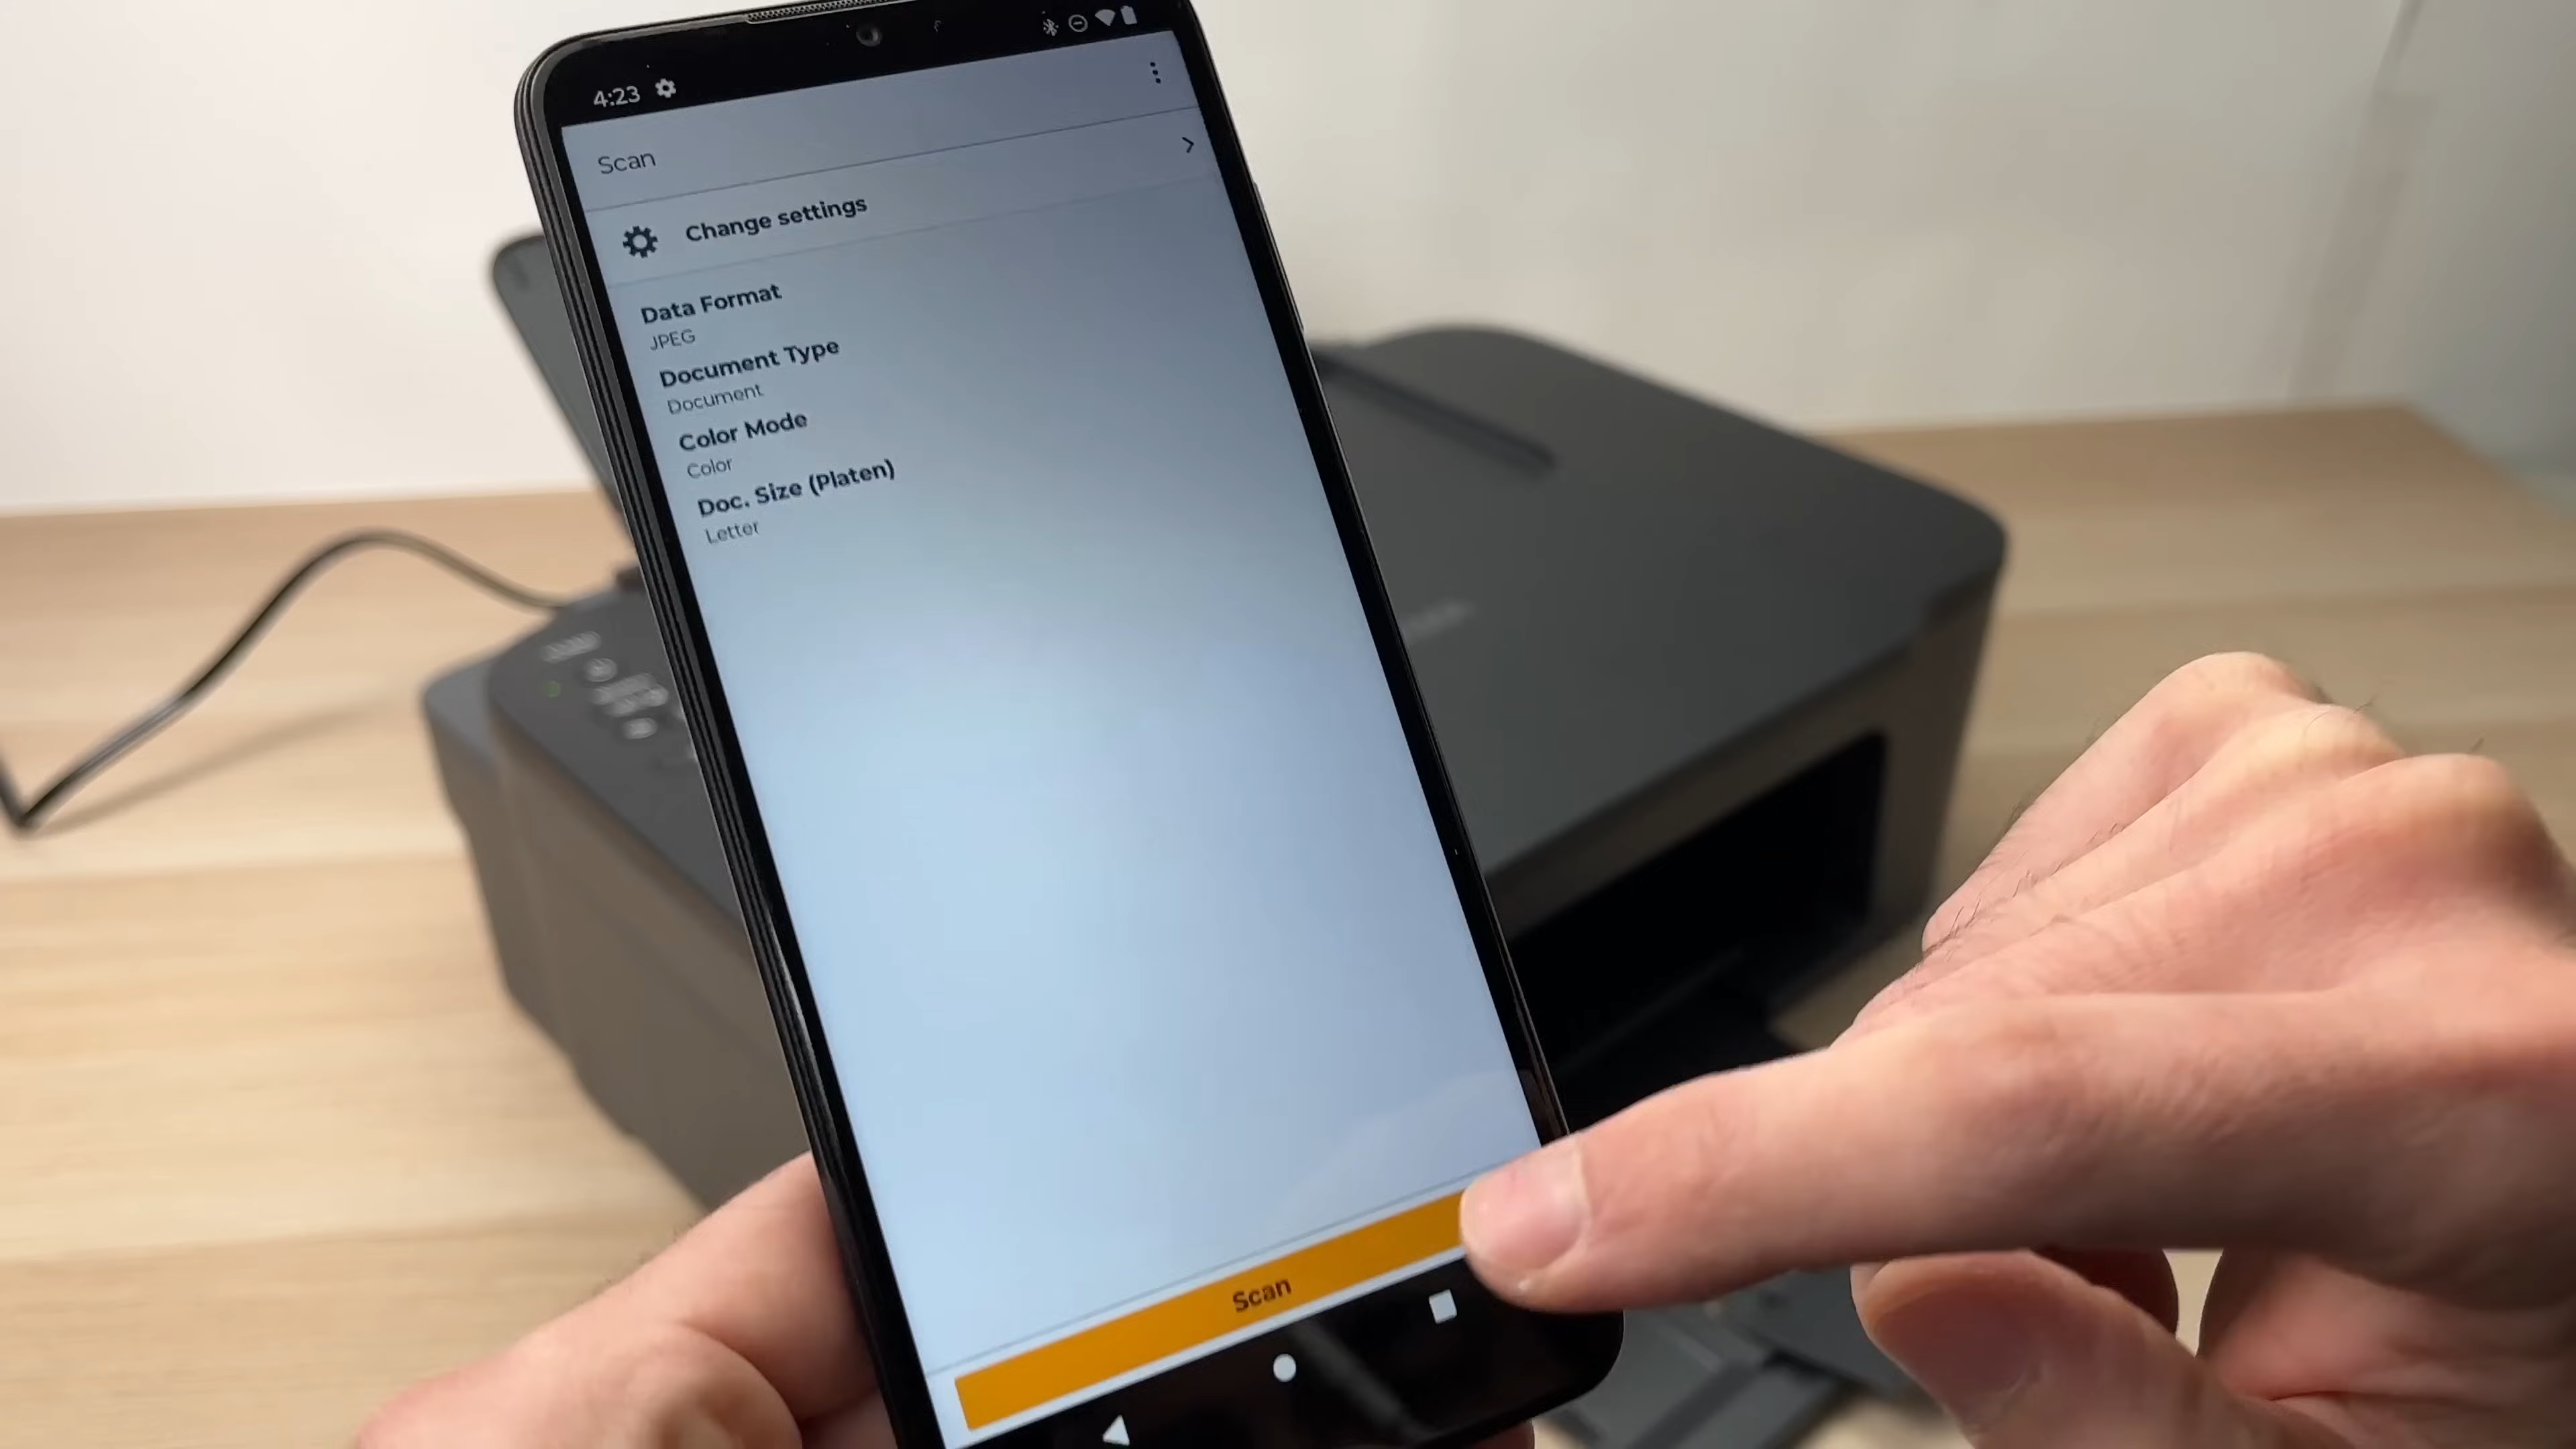 4:23
Scan
Change settings
Data Format
JPEG
Document Type
Document
Color Mode
Color
Doc. Size (Platen)
Letter
Scan